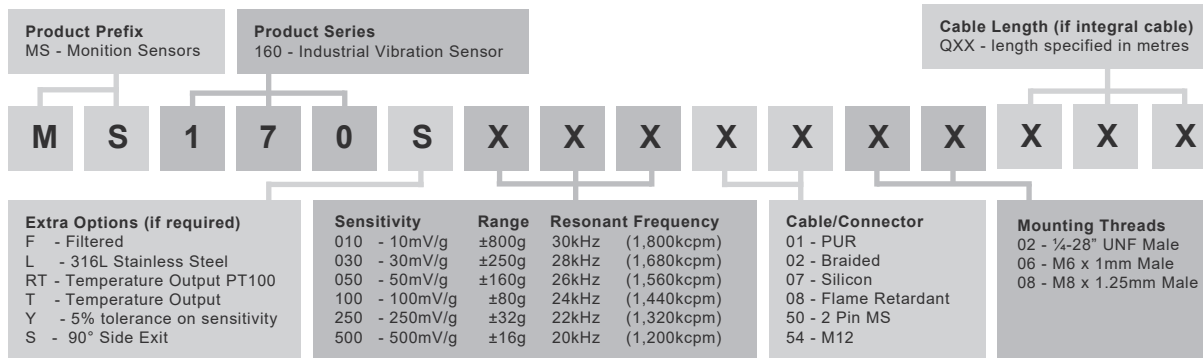 Product Prefix
MS - Monition Sensors
Product Series
160 - Industrial Vibration Sensor
Cable Length (if integral cable)
QXX - length specified in metres
M S 1 7 0 S X X X X X X X X X X
Extra Options (if required)
F - Filtered
L - 316L Stainless Steel
RT - Temperature Output PT100
T - Temperature Output
Y - 5% tolerance on sensitivity
S - 90° Side Exit
Sensitivity Range Resonant Frequency
010 - 10mV/g ±800g 30kHz (1,800kcpm)
030 - 30mV/g ±250g 28kHz (1,680kcpm)
050 - 50mV/g ±160g 26kHz (1,560kcpm)
100 - 100mV/g ±80g 24kHz (1,440kcpm)
250 - 250mV/g ±32g 22kHz (1,320kcpm)
500 - 500mV/g ±16g 20kHz (1,200kcpm)
Cable/Connector
01 - PUR
02 - Braided
07 - Silicon
08 - Flame Retardant
50 - 2 Pin MS
54 - M12
Mounting Threads
02 - ¼-28” UNF Male
06 - M6 x 1mm Male
08 - M8 x 1.25mm Male